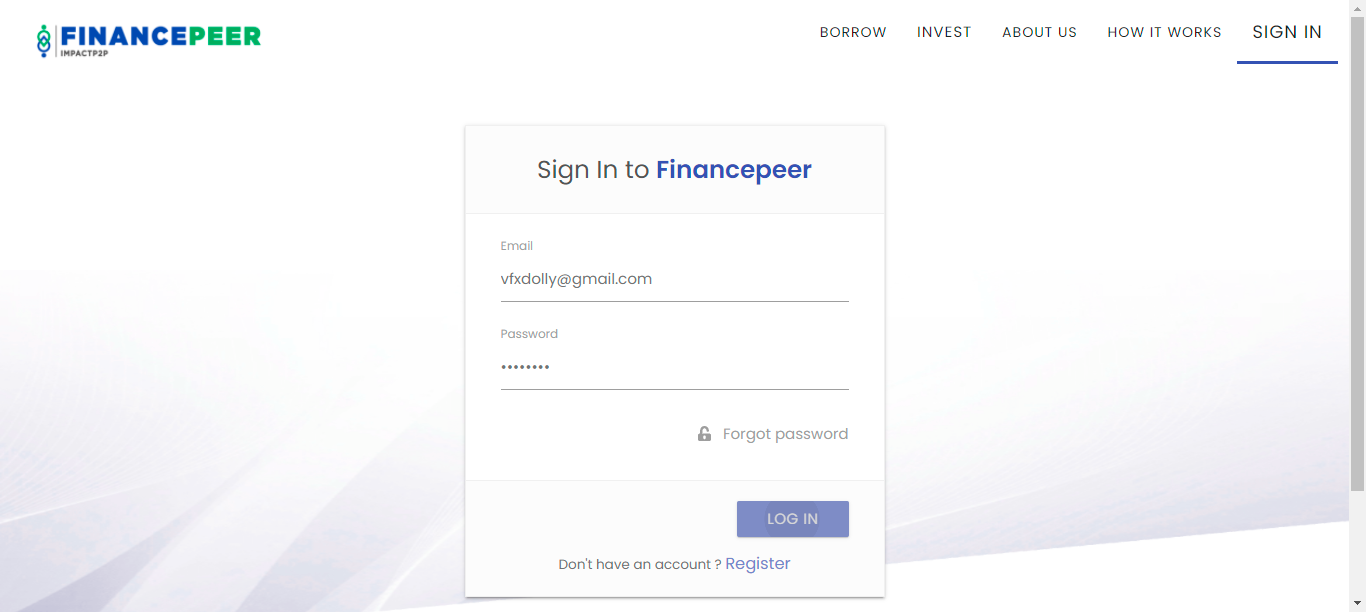 FINANCEPEER
IMPACTP2P
BORROW INVEST ABOUT US HOW IT WORKS SIGN IN
Sign In to Financepeer
Email
vfxdolly@gmail.com
Password
••••••••
Forgot password
LOG IN
Don't have an account ? Register